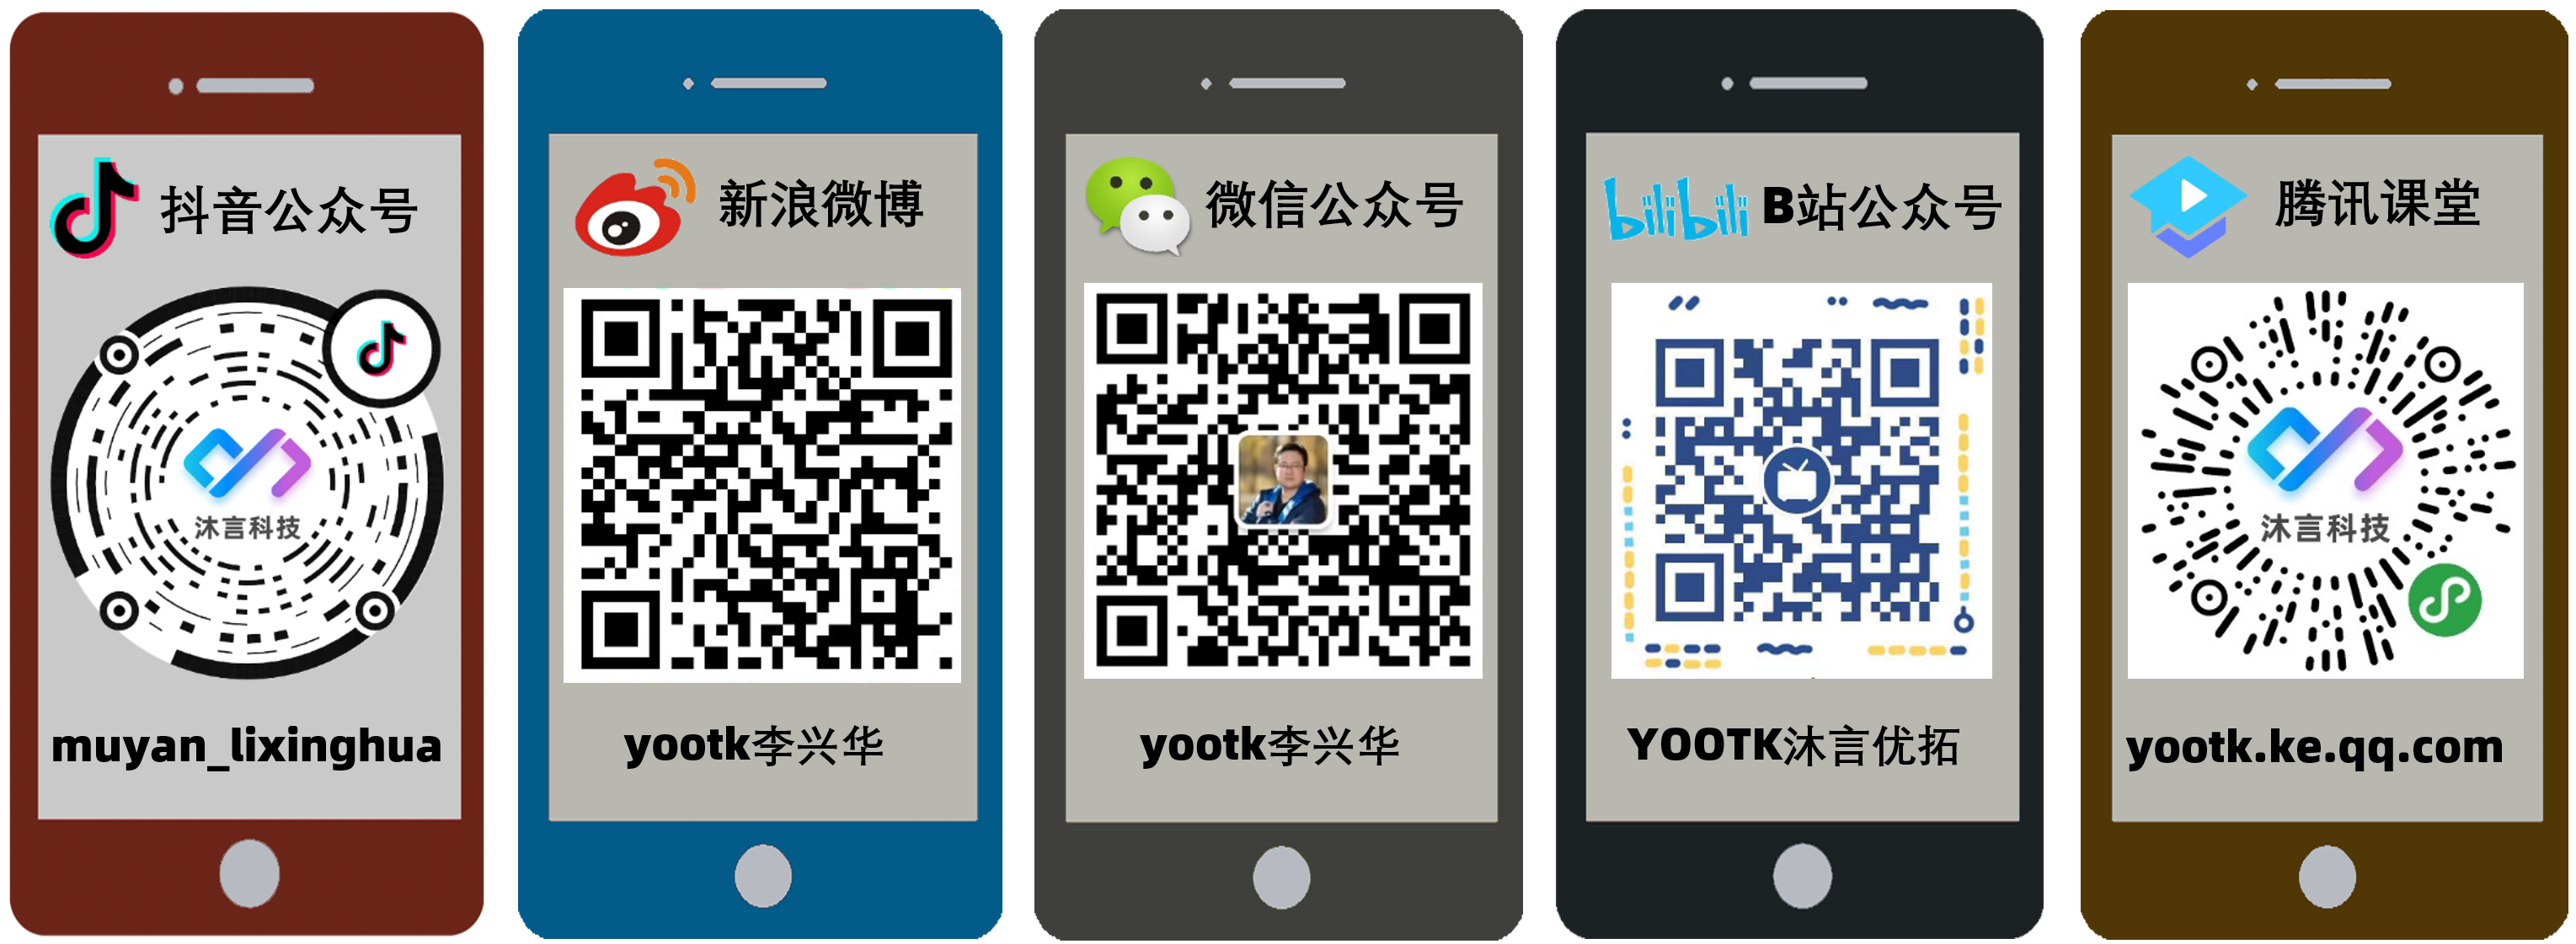 抖音公众号
沐言科技
muyan_lixinghua
新浪微博
yootk李兴华
微信公众号
yootk李兴华
bilibili B站公众号
YOOTK沐言优拓
腾讯课堂
沐言科技
yootk.ke.qq.com